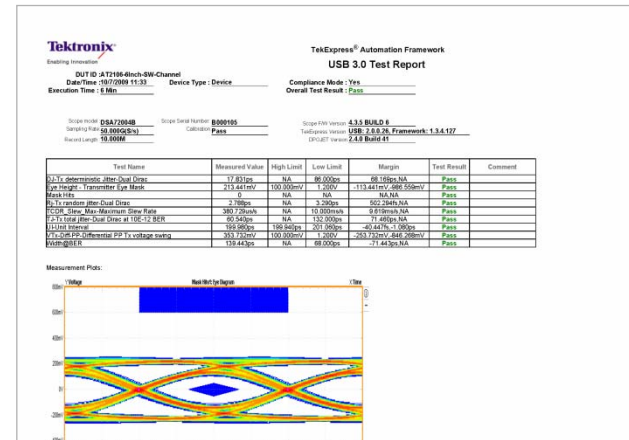 Tektronix
Enabling Innovation
TekExpress® Automation Framework
USB 3.0 Test Report
DUT ID :AT2106-6Inch-SW-Channel
Date/Time :10/7/2009 11:33 Device Type : Device Compliance Mode : Yes
Execution Time : 6 Min Overall Test Result : Pass
Scope model DSA72004B Scope Serial Number B000105 Scope F/W Version 4.3.5 BUILD 6
Sampling Rate 50.000G(S/s) Calibration Pass TekExpress Version USB: 2.0.0.26, Framework: 1.3.4.127
Record Length 10.000M DPOJET Version 2.4.0 Build 41
Test Name Measured Value High Limit Low Limit Margin Test Result Comment
DJ-Tx deterministic Jitter-Dual Dirac 17.831ps NA 86.000ps 68.169ps,NA Pass
Eye Height - Transmitter Eye Mask 213.441mV 100.000mV 1.200V -113.441mV,-986.559mV Pass
Mask Hits 0 NA NA NA,NA Pass
Rj-Tx random jitter-Dual Dirac 2.788ps NA 3.290ps 502.284fs,NA Pass
TCDR_Slew_Max-Maximum Slew Rate 380.729us/s NA 10.000ms/s 9.619ms/s,NA Pass
TJ-Tx total jitter-Dual Dirac at 10E-12 BER 60.540ps NA 132.000ps 71.460ps,NA Pass
UI-Unit Interval 199.980ps 199.940ps 201.060ps -40.447fs,-1.080ps Pass
VTx-Diff-PP-Differential PP Tx voltage swing 353.732mV 100.000mV 1.200V -253.732mV,-846.268mV Pass
Width@BER 139.443ps NA 68.000ps -71.443ps,NA Pass
Measurement Plots:
Y:Voltage Mask Hits1: Eye Diagram X:Time
60mV
40mV
20mV
0V
-20mV